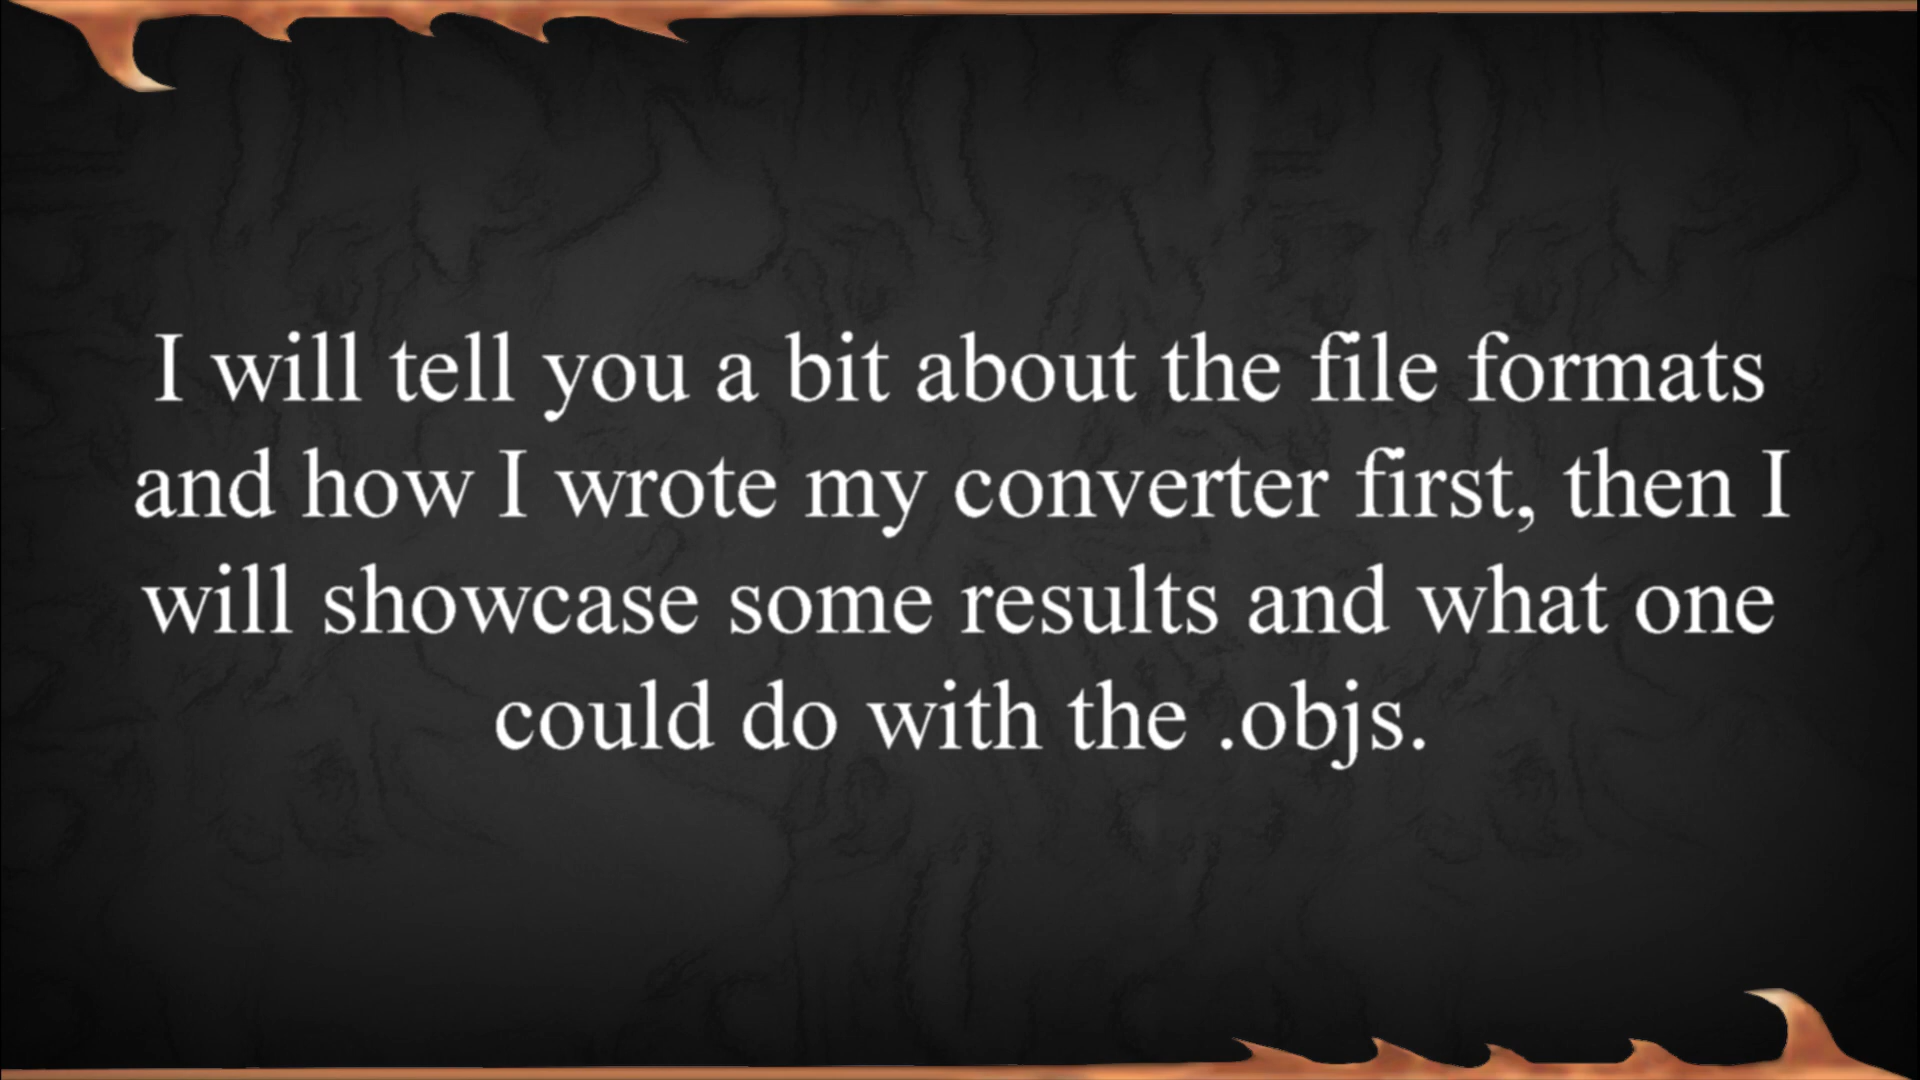 I will tell you a bit about the file formats
and how I wrote my converter first, then I
will showcase some results and what one
could do with the .objs.